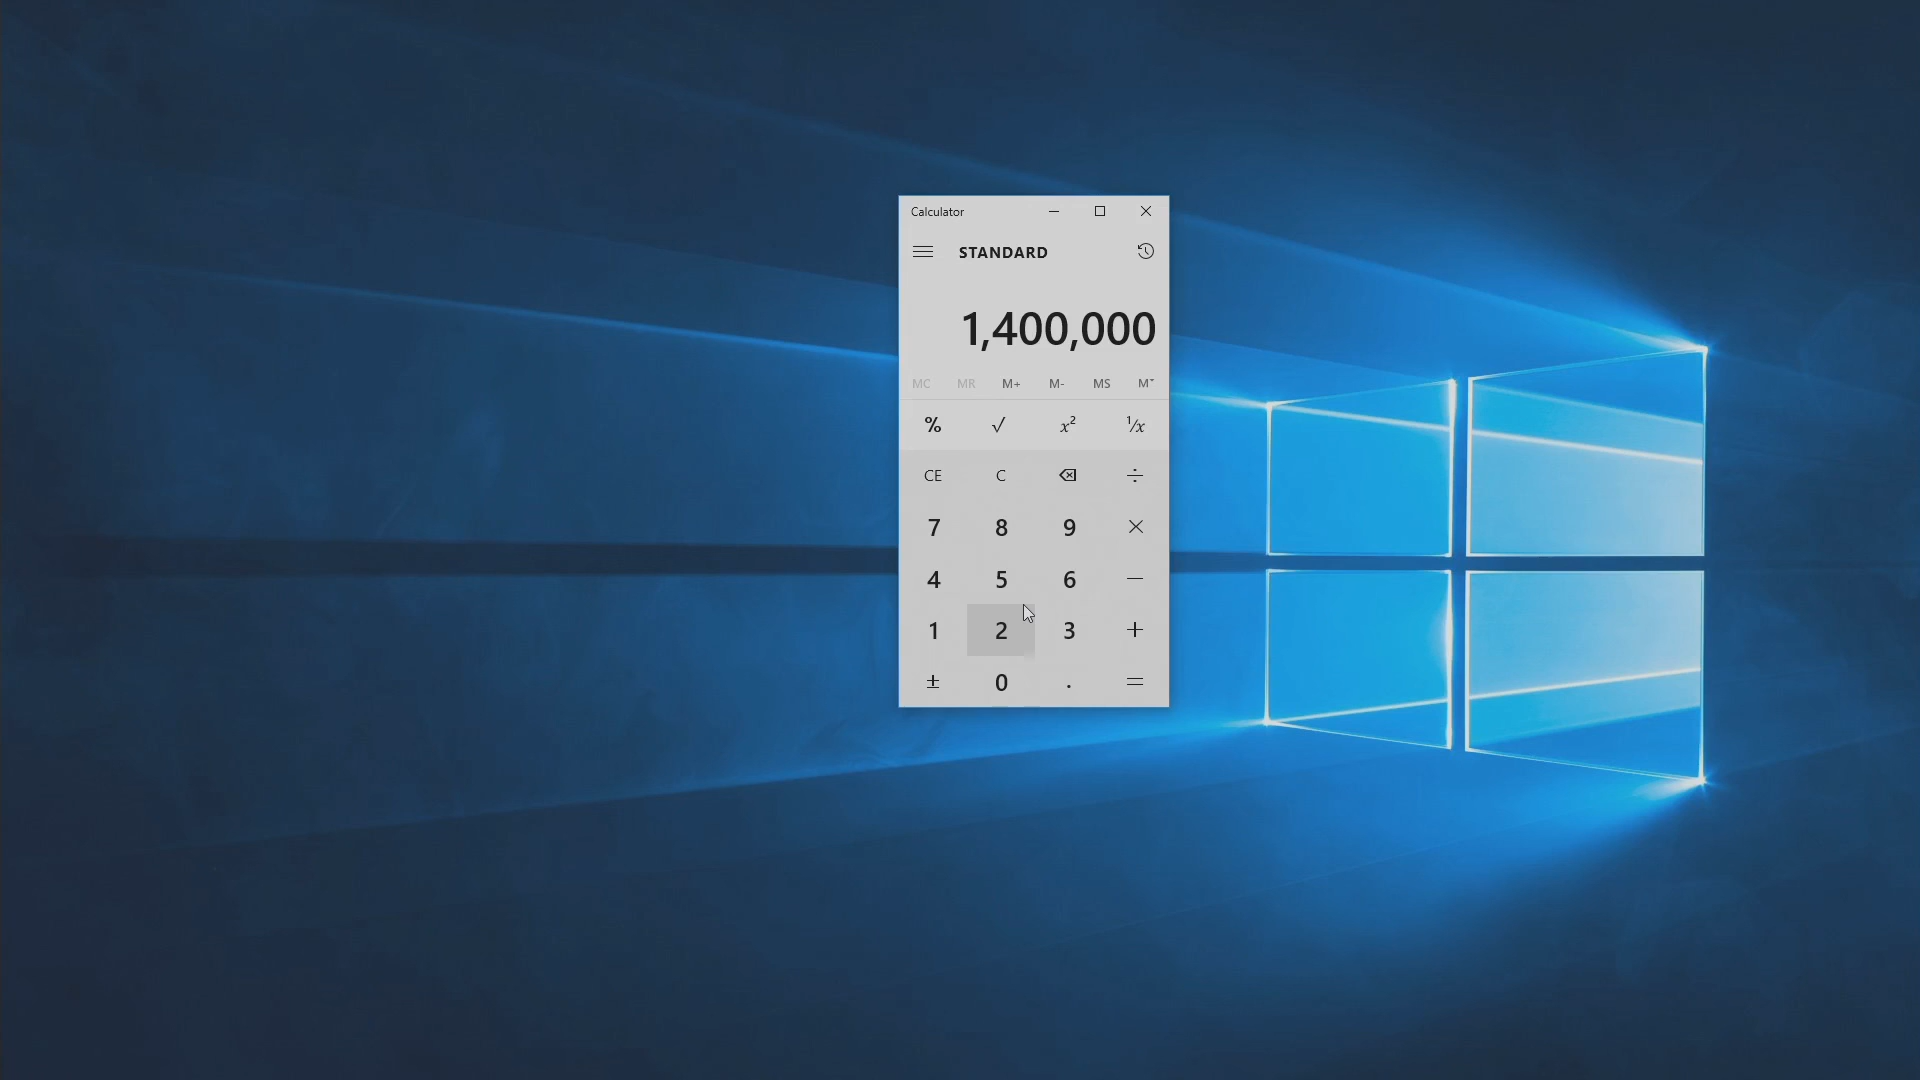 Calculator
STANDARD
1,400,000
MC MR M+ M- MS M˅
% √ x² ¹/x
CE C ÷
7 8 9 ×
4 5 6 −
1 2 3 +
± 0 . =